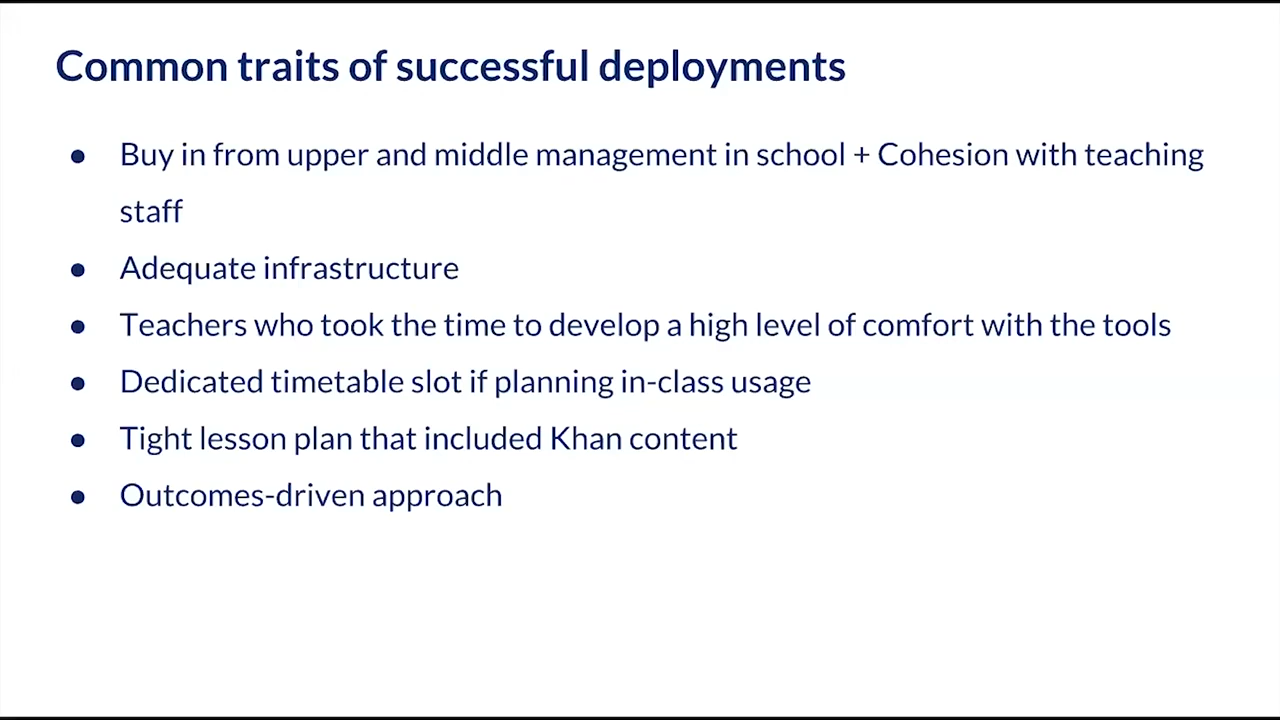 Common traits of successful deployments
● Buy in from upper and middle management in school + Cohesion with teaching
staff
● Adequate infrastructure
● Teachers who took the time to develop a high level of comfort with the tools
● Dedicated timetable slot if planning in-class usage
● Tight lesson plan that included Khan content
● Outcomes-driven approach